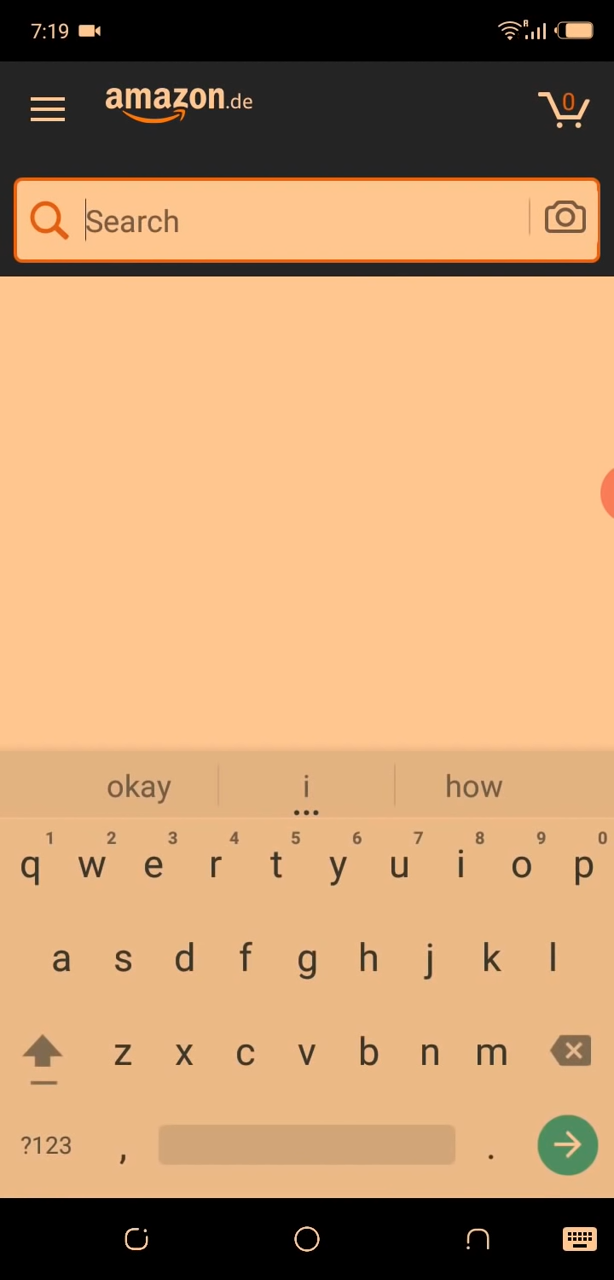 7:19
R
amazon.de
0
Search
okay i how
1 2 3 4 5 6 7 8 9 0
q w e r t y u i o p
a s d f g h j k l
z x c v b n m
?123 , .